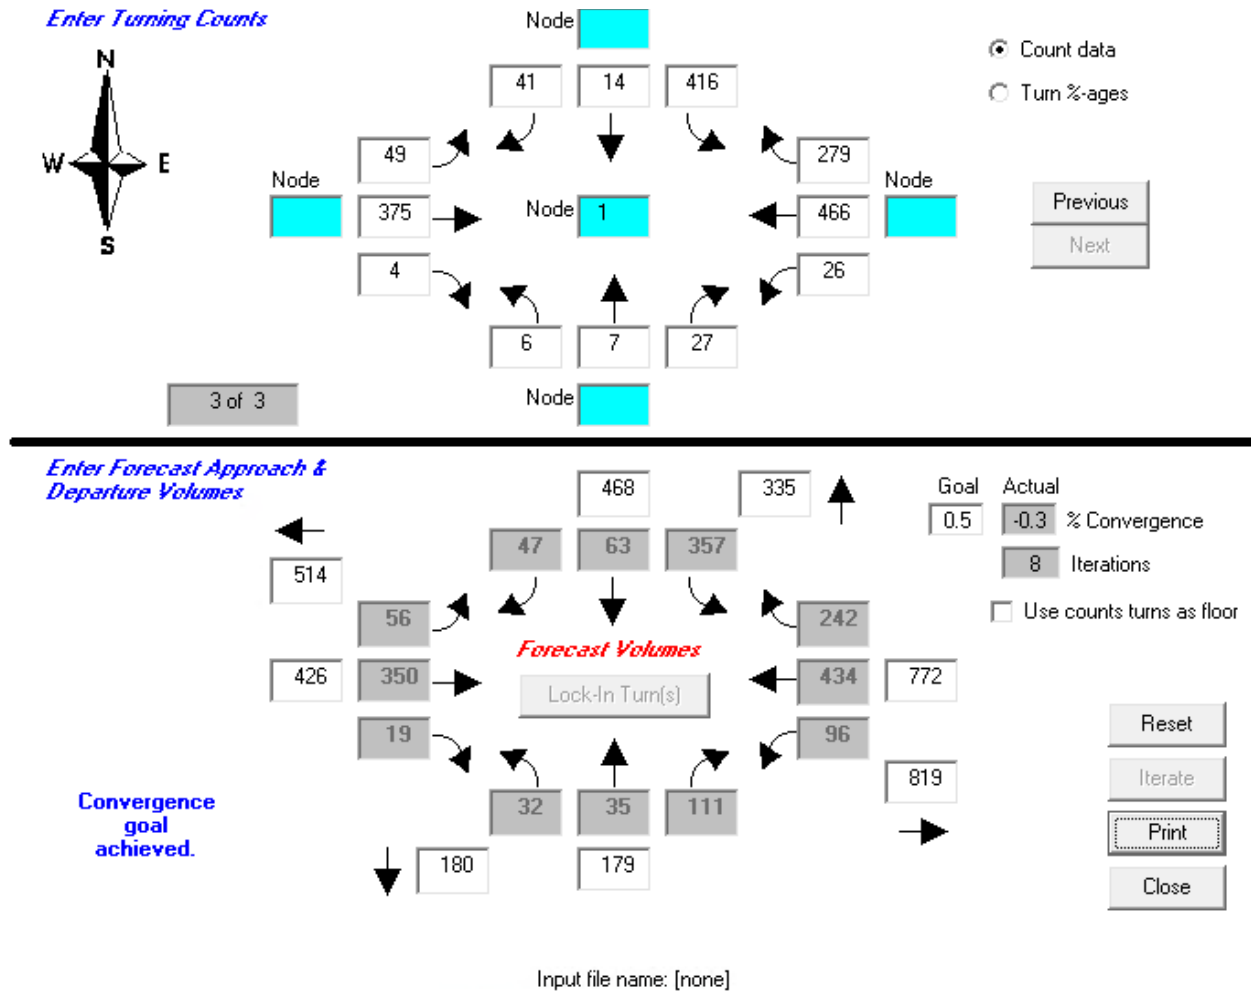 Enter Turning Counts
Node
Count data
41 14 416
Turn %-ages
N
W E
S
49 279
Node Node
375 Node 1 466
Previous
Next
4 26
6 7 27
3 of 3
Node
Enter Forecast Approach &
Departure Volumes
468 335
Goal Actual
0.5 -0.3 % Convergence
47 63 357
8 Iterations
514
56 242
Use counts turns as floor
Forecast Volumes
426 350 434 772
Lock-In Turn(s)
19 96
Reset
819
Iterate
Convergence
goal
achieved.
32 35 111
Print
180 179
Close
Input file name: [none]